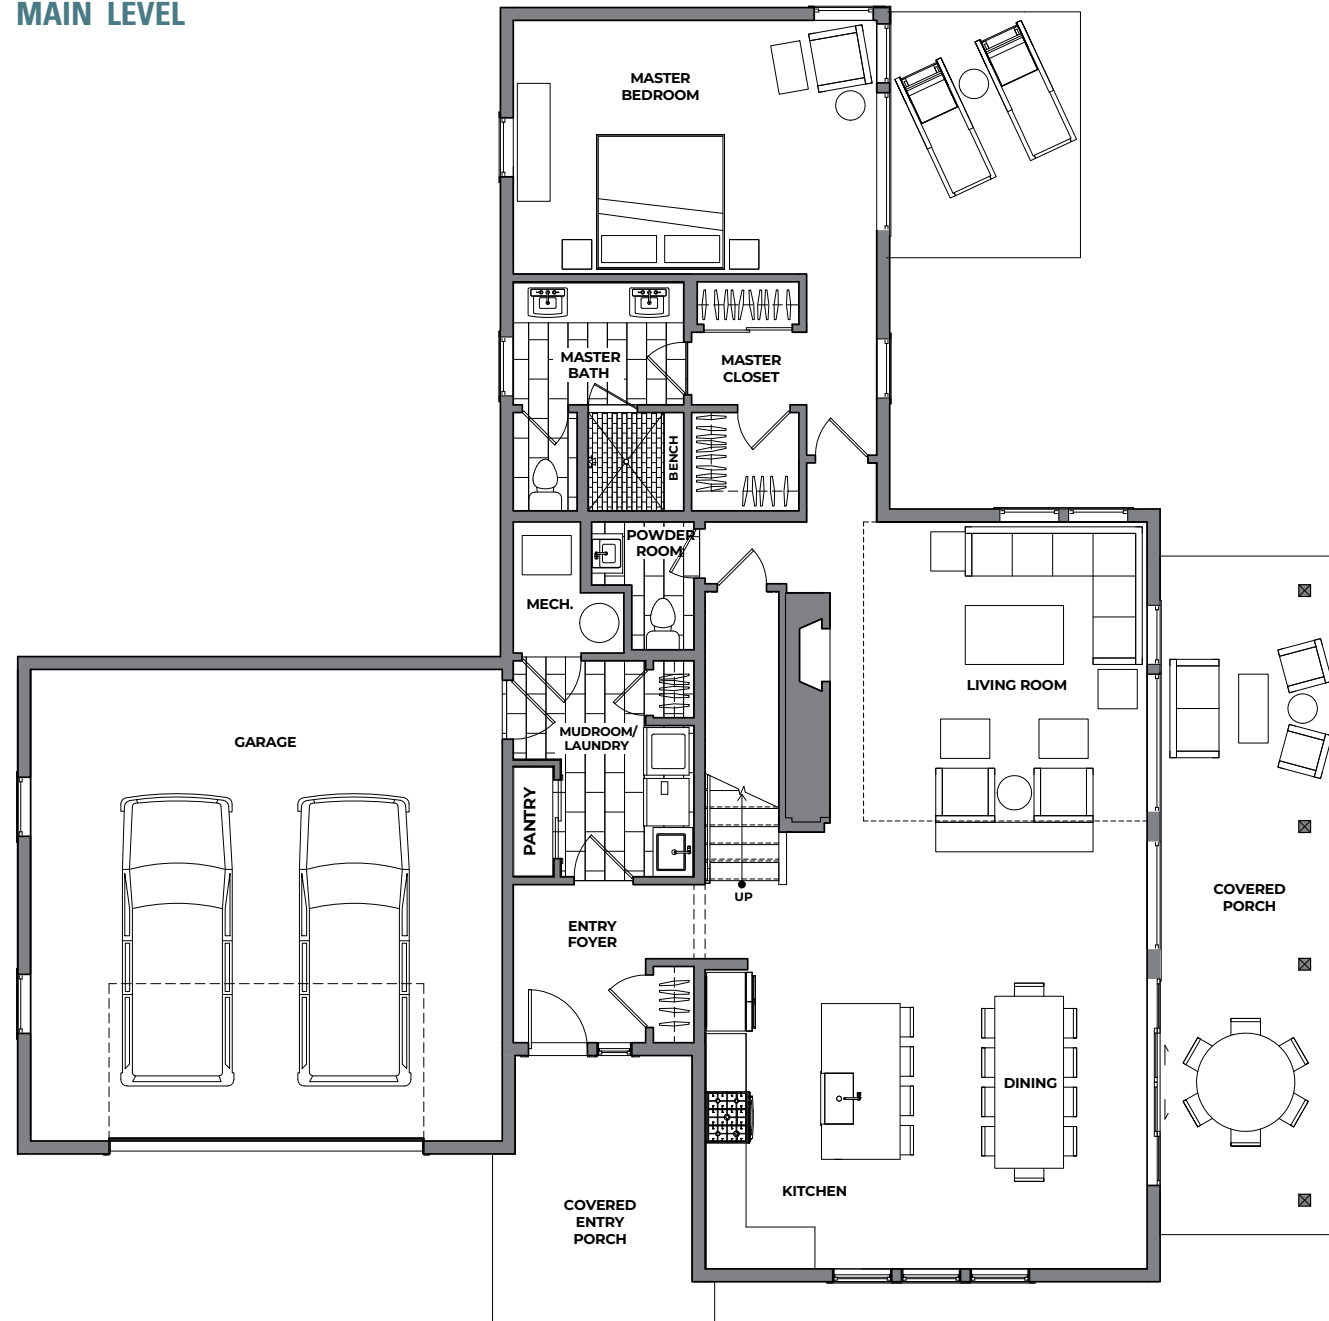 MAIN LEVEL
MASTER
BEDROOM
MASTER
BATH
MASTER
CLOSET
BENCH
POWDER
ROOM
MECH.
LIVING ROOM
GARAGE
MUDROOM/
LAUNDRY
PANTRY
UP
COVERED
PORCH
ENTRY
FOYER
DINING
KITCHEN
COVERED
ENTRY
PORCH